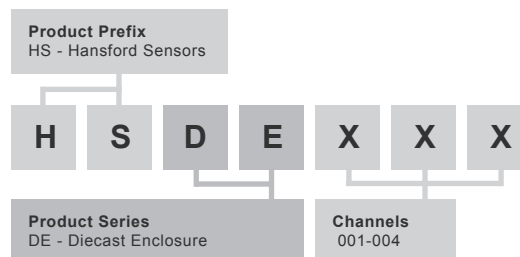 Product Prefix
HS - Hansford Sensors
H S D E X X X
Product Series
DE - Diecast Enclosure
Channels
001-004